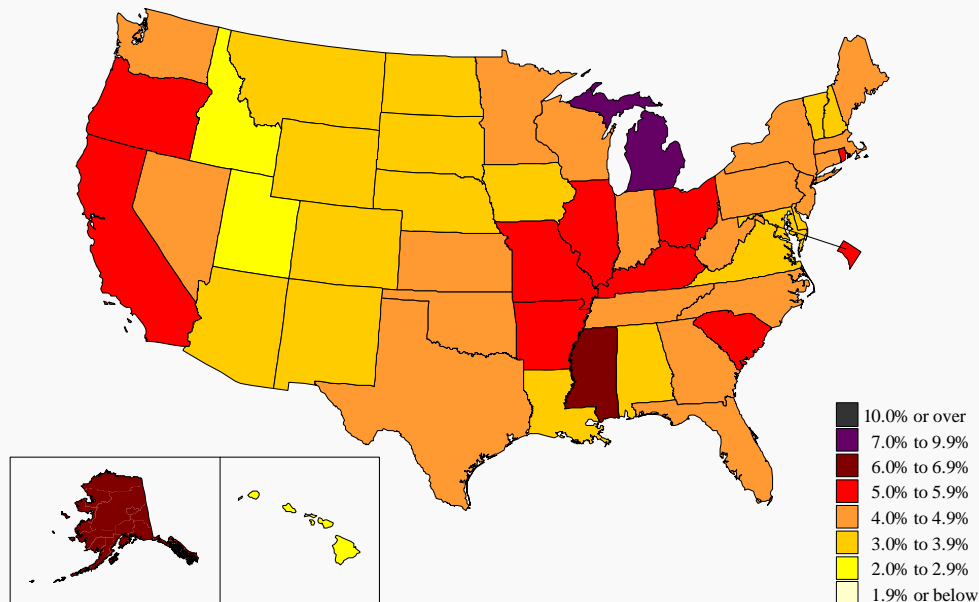 10.0% or over
7.0% to 9.9%
6.0% to 6.9%
5.0% to 5.9%
4.0% to 4.9%
3.0% to 3.9%
2.0% to 2.9%
1.9% or below